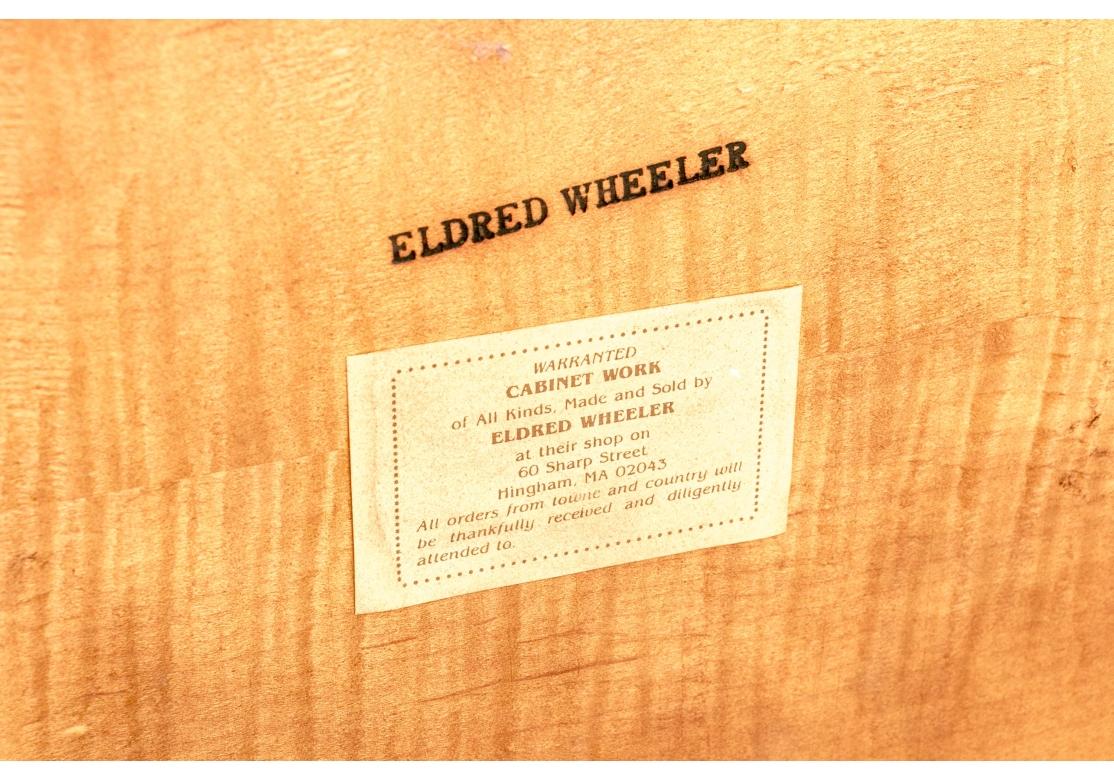 ELDRED WHEELER
WARRANTED
CABINET WORK
of All Kinds, Made and Sold by
ELDRED WHEELER
at their shop on
60 Sharp Street
Hingham, MA 02043
All orders from towne and country will
be thankfully received and diligently
attended to.